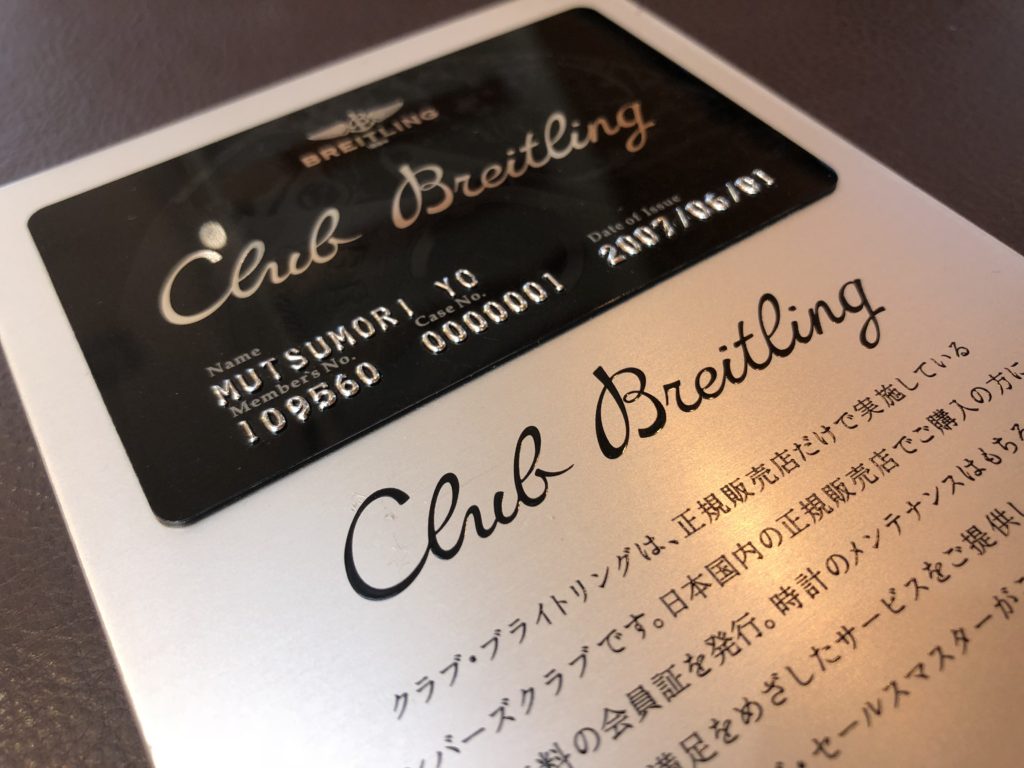 BREITLING
Club Breitling
Name
MUTSUMORI YO
Member's No.
109560
Case No.
0000001
Date of Issue
2007/06/01
Club Breitling
クラブ・ブライトリングは、正規販売店だけで実施している
ンバーズクラブです。日本国内の正規販売店でご購入の方に
料の会員証を発行。時計のメンテナンスはもちろ
満足をめざしたサービスをご提供し
・セールスマスターが